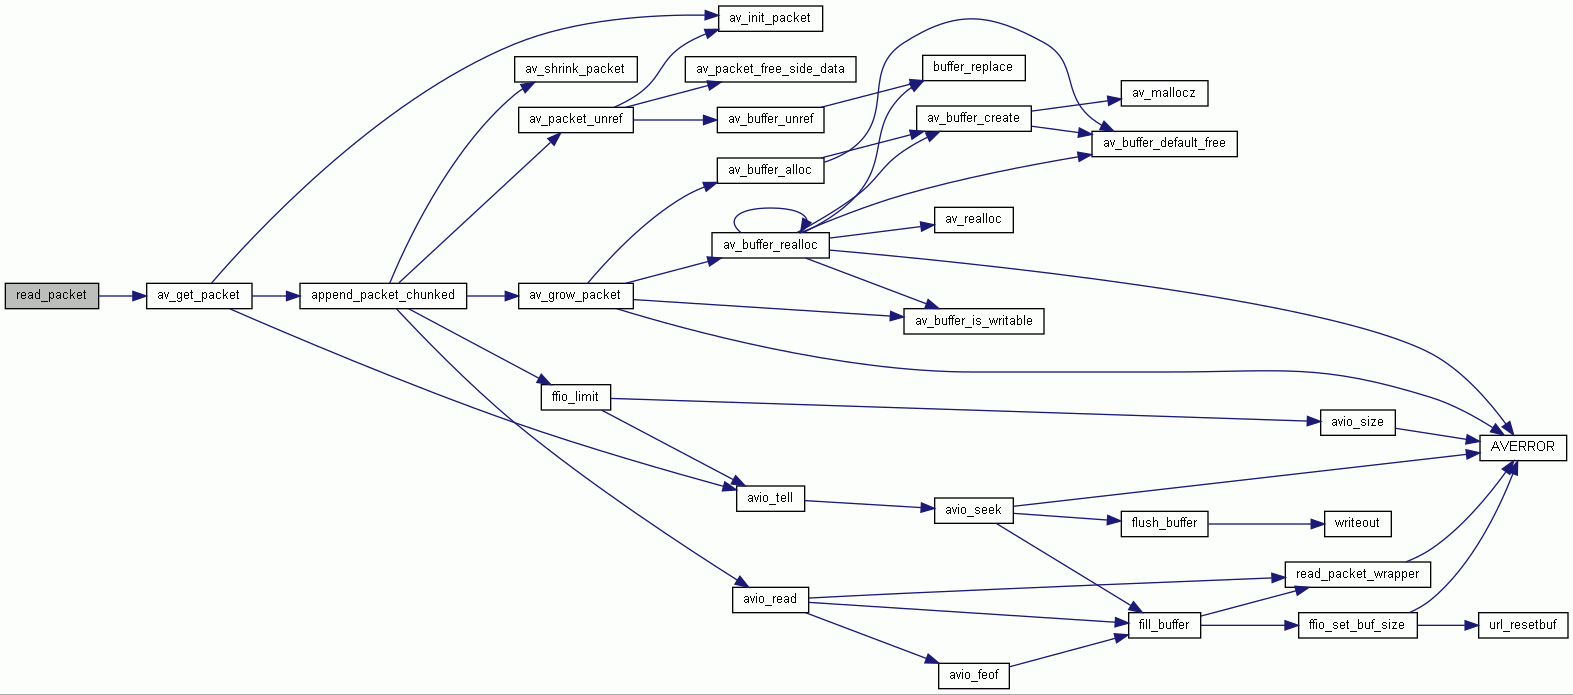 av_init_packet
av_shrink_packet
av_packet_free_side_data
buffer_replace
av_mallocz
av_packet_unref
av_buffer_unref
av_buffer_create
av_buffer_default_free
av_buffer_alloc
av_realloc
av_buffer_realloc
read_packet
av_get_packet
append_packet_chunked
av_grow_packet
av_buffer_is_writable
ffio_limit
avio_size
AVERROR
avio_tell
avio_seek
flush_buffer
writeout
read_packet_wrapper
avio_read
fill_buffer
ffio_set_buf_size
url_resetbuf
avio_feof